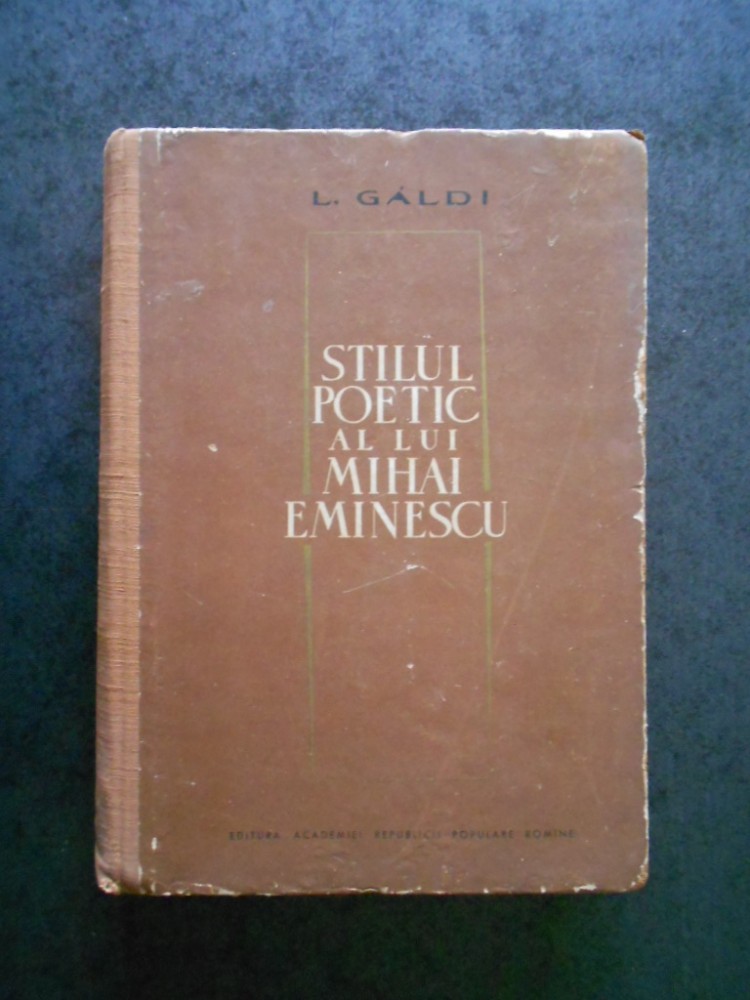 L. GÁLDI
STILUL
POETIC
AL LUI
MIHAI
EMINESCU
EDITURA ACADEMIEI REPUBLICII POPULARE ROMÎNE